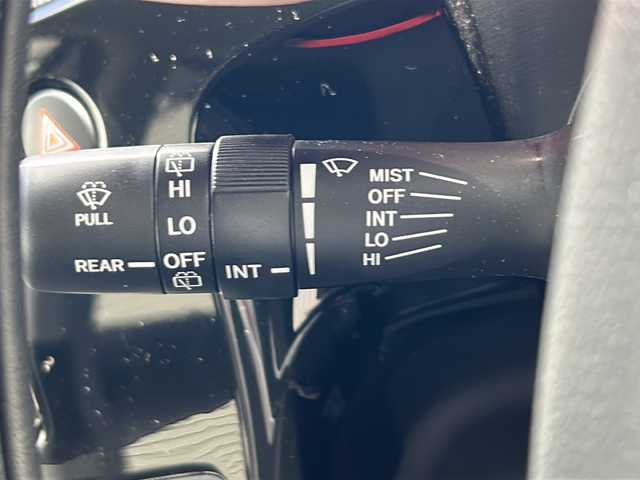 PULL
REAR
HI
LO
OFF
INT
MIST
OFF
INT
LO
HI